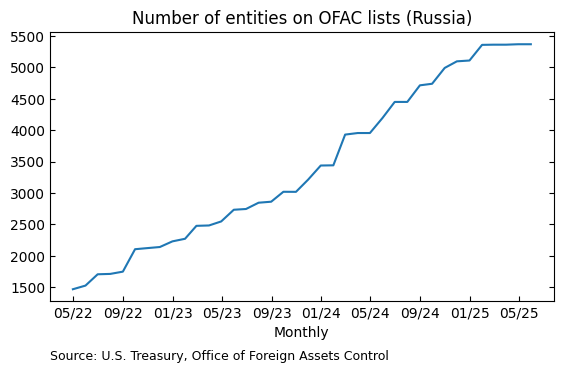 Number of entities on OFAC lists (Russia)
5500
5000
4500
4000
3500
3000
2500
2000
1500
05/22 09/22 01/23 05/23 09/23 01/24 05/24 09/24 01/25 05/25
Monthly
Source: U.S. Treasury, Office of Foreign Assets Control